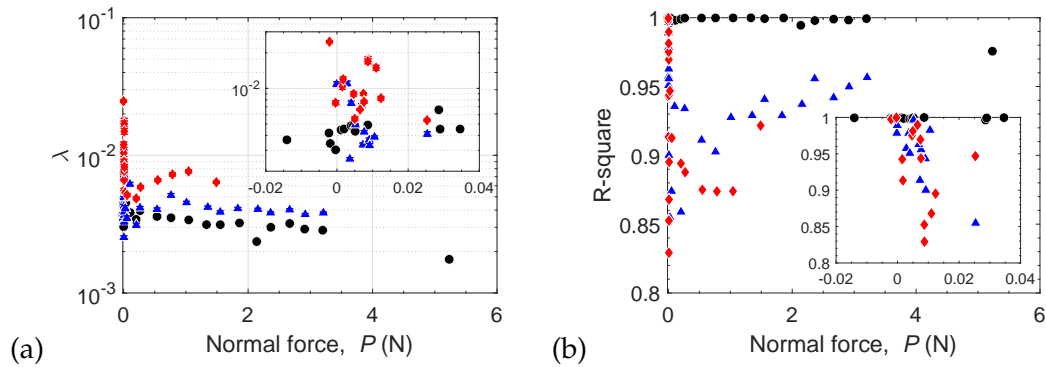 10^{-1}
10^{-2}
10^{-3}
λ
0 2 4 6
Normal force, P (N)
10^{-2}
-0.02 0 0.02 0.04
(a)
1
0.95
0.9
0.85
0.8
R-square
0 2 4 6
Normal force, P (N)
1
0.95
0.9
0.85
0.8
-0.02 0 0.02 0.04
(b)